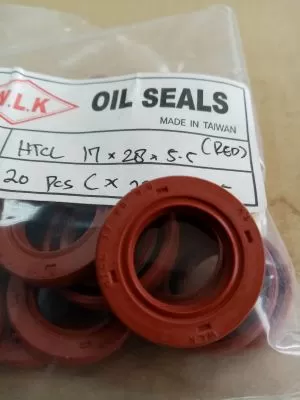 W.L.K
OIL SEALS
MADE IN TAIWAN
HTCL 17 x 28 x 5.5 (RED)
20 PCS (X